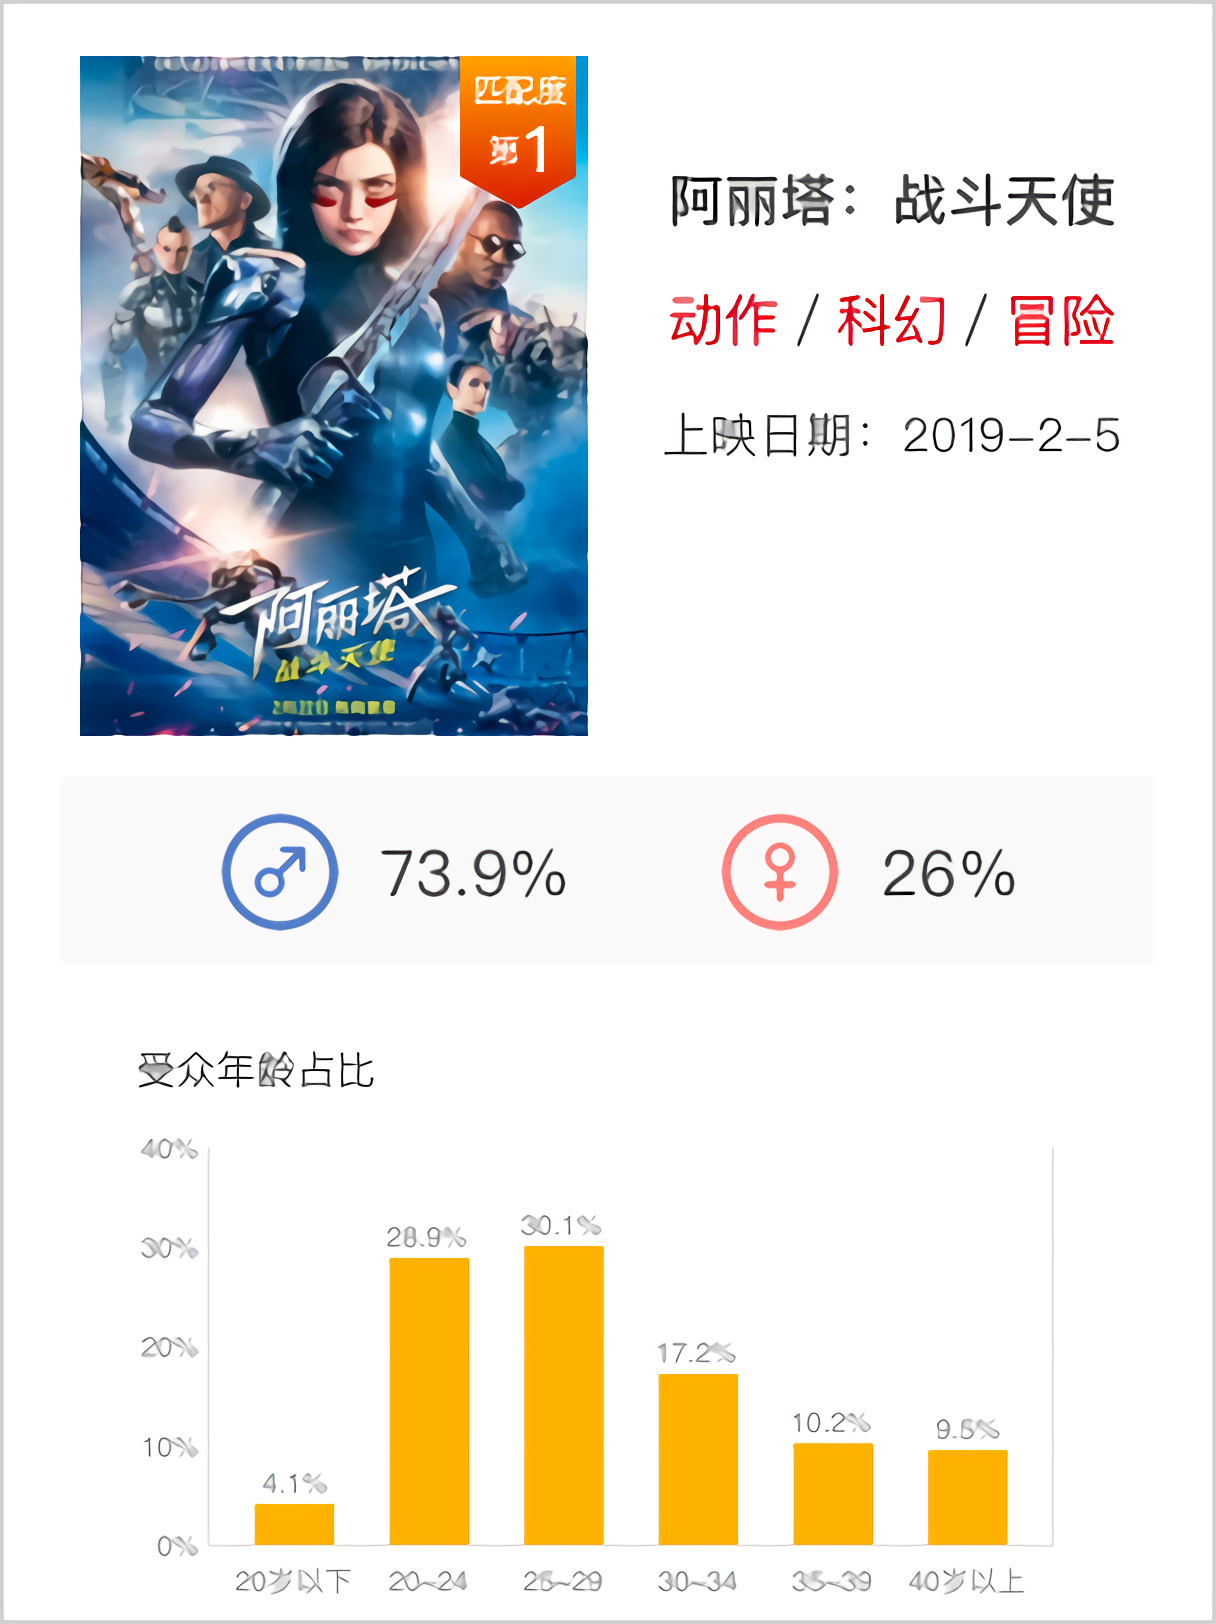 匹配度
第1
阿丽塔：战斗天使
动作 / 科幻 / 冒险
上映日期：2019-2-5
阿丽塔
战斗天使
73.9%
26%
受众年龄占比
40%
30%
20%
10%
0%
4.1%
28.9%
30.1%
17.2%
10.2%
9.5%
20岁以下
20~24
25~29
30~34
35~39
40岁以上